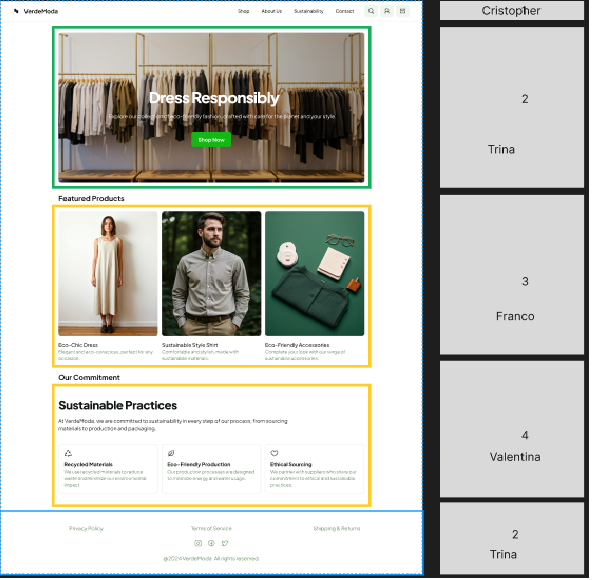 VerdeModa
Shop
About Us
Sustainability
Contact
Dress Responsibly
Explore our collection of eco-friendly fashion, crafted with care for the planet and your style.
Shop Now
Featured Products
Eco-Chic Dress
Elegant and eco-conscious, perfect for any
occasion.
Sustainable Style Shirt
Comfortable and stylish, made with
sustainable materials.
Eco-Friendly Accessories
Complete your look with our range of
sustainable accessories.
Our Commitment
Sustainable Practices
At VerdeModa, we are committed to sustainability in every step of our process, from sourcing
materials to production and packaging.
Recycled Materials
We use recycled materials to reduce
waste and minimize our environmental
impact.
Eco-Friendly Production
Our production processes are designed
to minimize energy and water usage.
Ethical Sourcing
We partner with suppliers who share our
commitment to ethical and sustainable
practices.
Privacy Policy
Terms of Service
Shipping & Returns
@2024 VerdeModa. All rights reserved.
Cristopher
1
2
Trina
3
Franco
4
Valentina
2
Trina